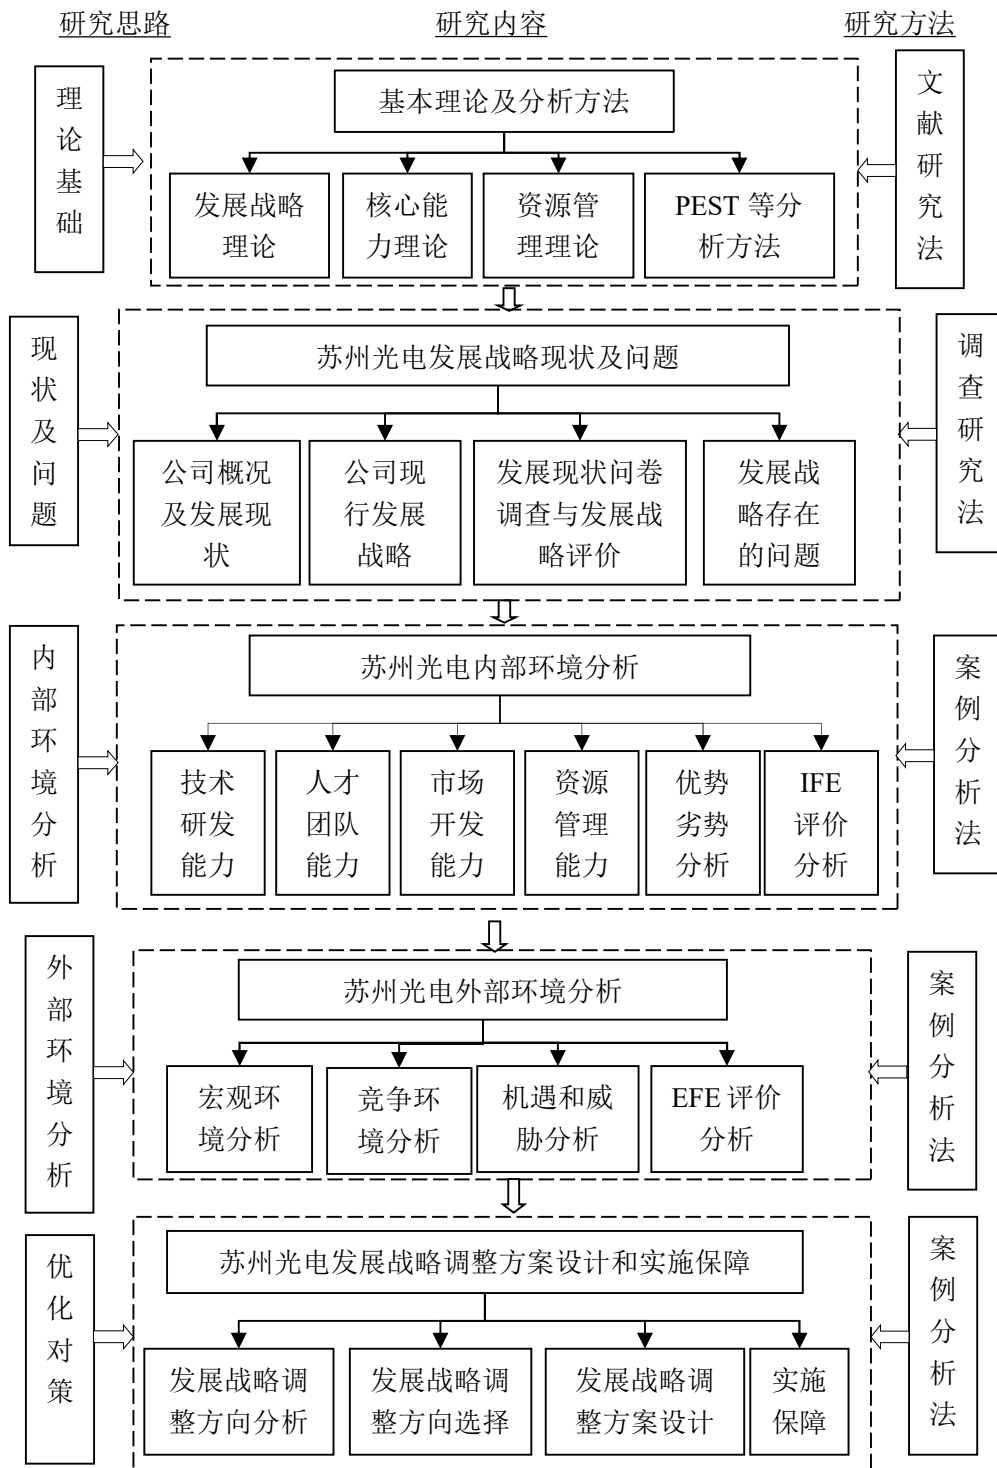 研究思路
研究内容
研究方法
理论基础
基本理论及分析方法
发展战略
理论
核心能
力理论
资源管
理理论
PEST 等分
析方法
文献研究法
现状及问题
苏州光电发展战略现状及问题
公司概况
及发展现
状
公司现
行发展
战略
发展现状问卷
调查与发展战
略评价
发展战
略存在
的问题
调查研究法
内部环境分析
苏州光电内部环境分析
技术
研发
能力
人才
团队
能力
市场
开发
能力
资源
管理
能力
优势
劣势
分析
IFE
评价
分析
案例分析法
外部环境分析
苏州光电外部环境分析
宏观环
境分析
竞争环
境分析
机遇和威
胁分析
EFE 评价
分析
案例分析法
优化对策
苏州光电发展战略调整方案设计和实施保障
发展战略调
整方向分析
发展战略调
整方向选择
发展战略调
整方案设计
实施
保障
案例分析法